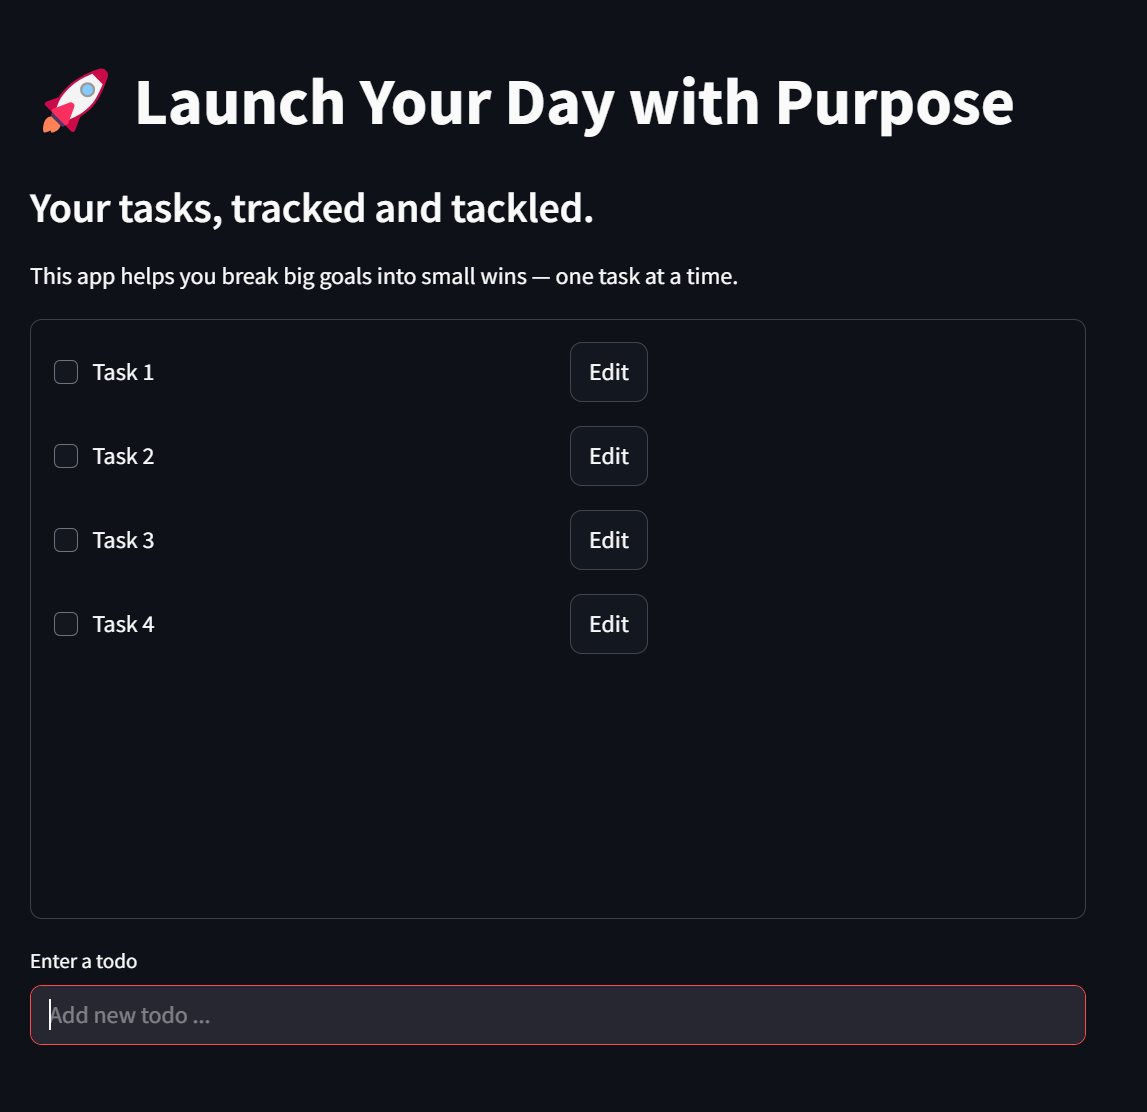 🚀 Launch Your Day with Purpose
Your tasks, tracked and tackled.
This app helps you break big goals into small wins — one task at a time.
Task 1 Edit
Task 2 Edit
Task 3 Edit
Task 4 Edit
Enter a todo
Add new todo ...